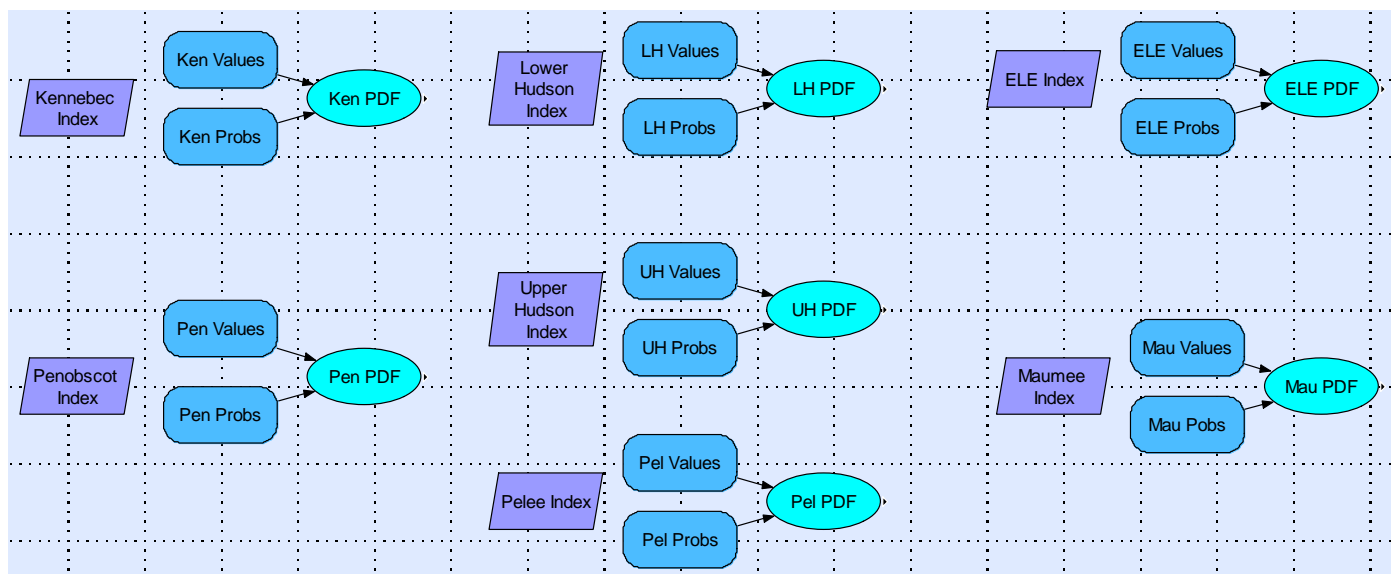 Kennebec
Index
Ken Values
Ken Probs
Ken PDF
Lower
Hudson
Index
LH Values
LH Probs
LH PDF
ELE Index
ELE Values
ELE Probs
ELE PDF
Penobscot
Index
Pen Values
Pen Probs
Pen PDF
Upper
Hudson
Index
UH Values
UH Probs
UH PDF
Maumee
Index
Mau Values
Mau Pobs
Mau PDF
Pelee Index
Pel Values
Pel Probs
Pel PDF